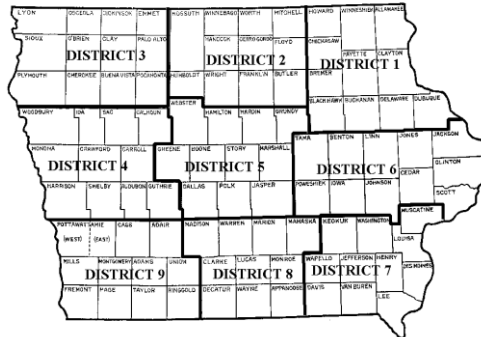 LYON OSCEOLA DICKINSON EMMET KOSSUTH WINNEBAGO WORTH MITCHELL HOWARD WINNESHIEK ALLAMAKEE
SIOUX O'BRIEN CLAY PALO ALTO HANCOCK CERRO GORDO FLOYD CHICKASAW
DISTRICT 3 DISTRICT 2 DISTRICT 1
FAYETTE CLAYTON
PLYMOUTH CHEROKEE BUENA VISTA POCAHONTAS HUMBOLDT WRIGHT FRANKLIN BUTLER BREMER
WOODBURY IDA SAC CALHOUN WEBSTER HAMILTON HARDIN GRUNDY BLACK HAWK BUCHANAN DELAWARE DUBUQUE
MONONA CRAWFORD CARROLL GREENE BOONE STORY MARSHALL TAMA BENTON LINN JONES JACKSON
DISTRICT 4 DISTRICT 5 DISTRICT 6
CLINTON
CEDAR
HARRISON SHELBY AUDUBON GUTHRIE DALLAS POLK JASPER POWESHIEK IOWA JOHNSON
SCOTT
MUSCATINE
POTTAWATTAMIE CASS ADAIR MADISON WARREN MARION MAHASKA KEOKUK WASHINGTON
(WEST) (EAST)
LOUISA
MILLS MONTGOMERY ADAMS UNION CLARKE LUCAS MONROE WAPELLO JEFFERSON HENRY
DISTRICT 9 DISTRICT 8 DISTRICT 7
DES MOINES
FREMONT PAGE TAYLOR RINGGOLD DECATUR WAYNE APPANOOSE DAVIS VAN BUREN
LEE